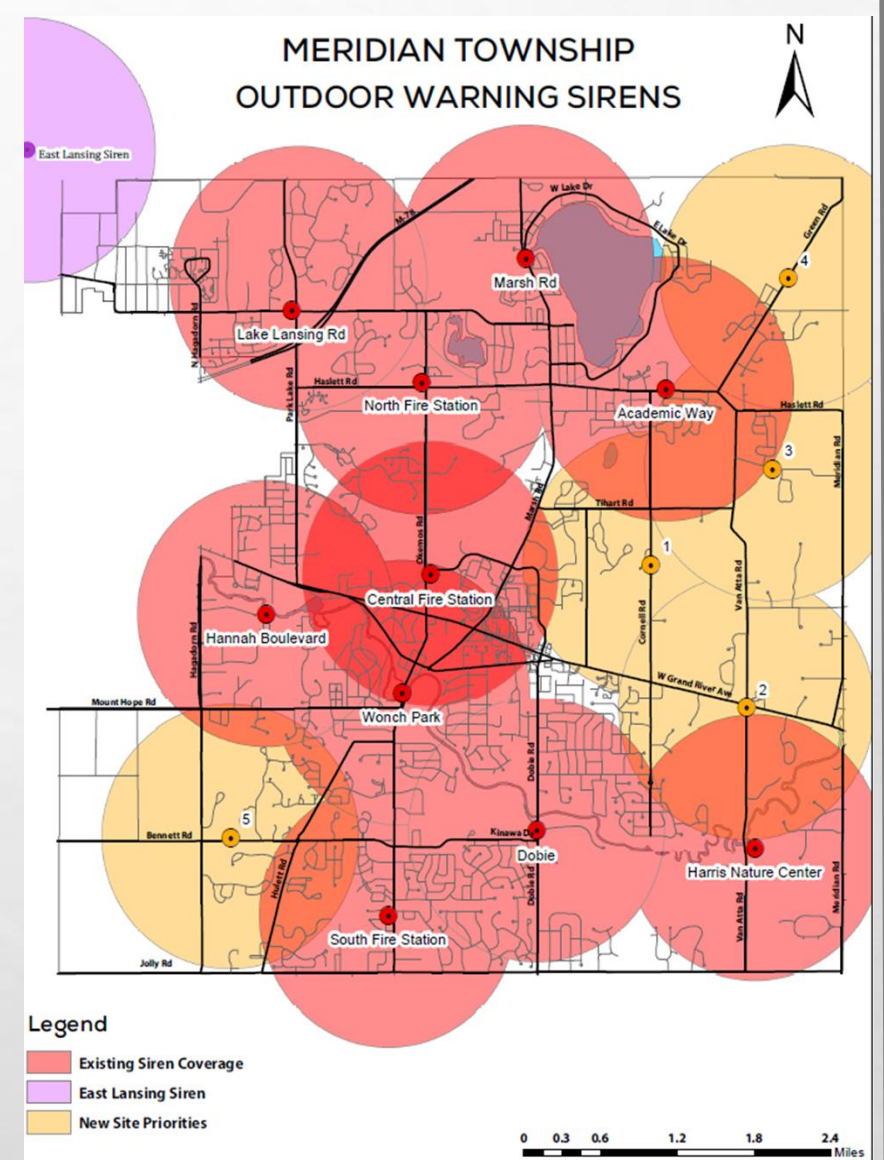 MERIDIAN TOWNSHIP
OUTDOOR WARNING SIRENS
N
East Lansing Siren
W Lake Dr
M-78
E Lake Dr
Green Rd
4
Marsh Rd
Lake Lansing Rd
N Hagadorn Rd
Park Lake Rd
Haslett Rd
North Fire Station
Academic Way
Haslett Rd
3
Meridian Rd
Marsh Rd
Tihart Rd
Okemos Rd
1
Central Fire Station
Van Atta Rd
Cornell Rd
Hannah Boulevard
Hagadorn Rd
W Grand River Ave
2
Mount Hope Rd
Wonch Park
Dobie Rd
5
Bennett Rd
Kinawa D
Dobie
Harris Nature Center
Hulett Rd
Dobie Rd
Van Atta Rd
Meridian Rd
South Fire Station
Jolly Rd
Legend
Existing Siren Coverage
East Lansing Siren
New Site Priorities
0 0.3 0.6 1.2 1.8 2.4
Miles